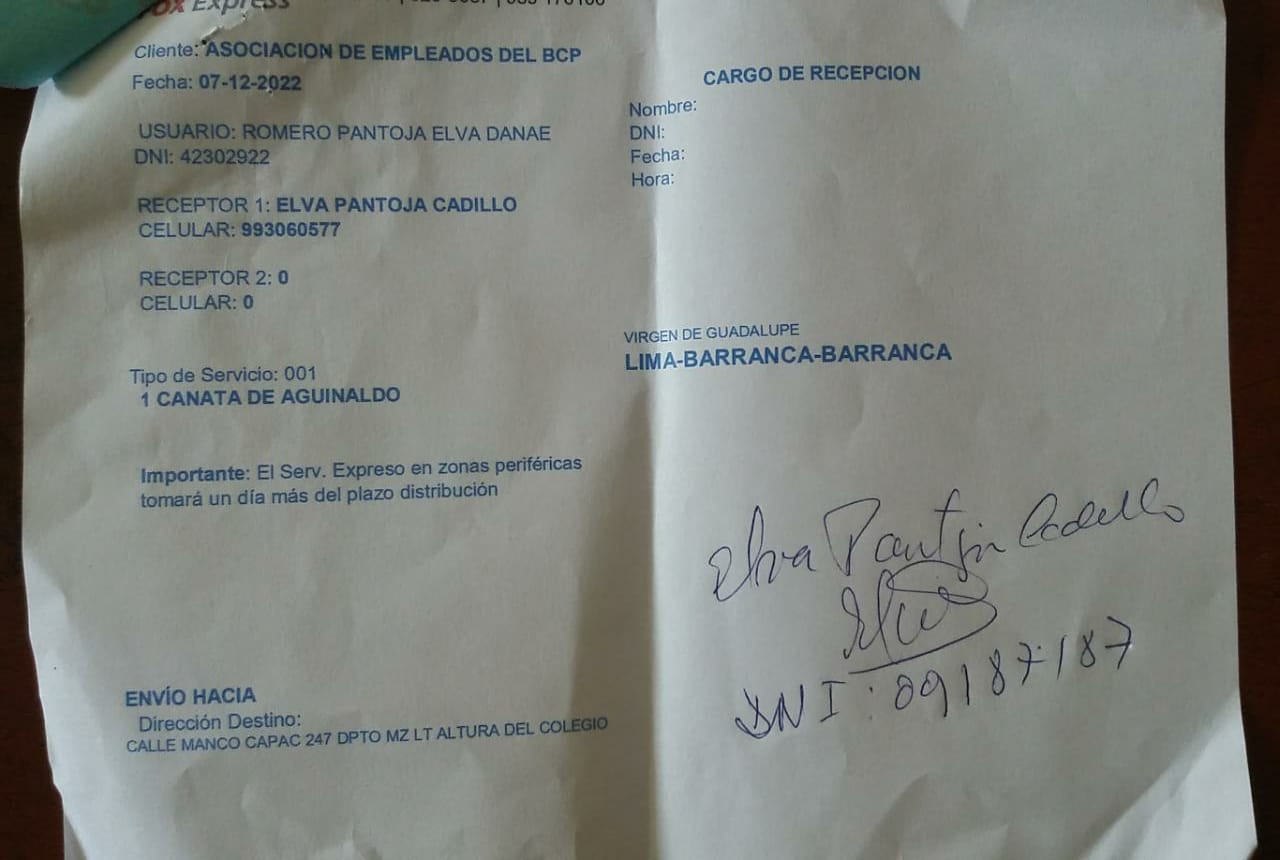 Express
Cliente: ASOCIACION DE EMPLEADOS DEL BCP
Fecha: 07-12-2022
USUARIO: ROMERO PANTOJA ELVA DANAE
DNI: 42302922
RECEPTOR 1: ELVA PANTOJA CADILLO
CELULAR: 993060577
RECEPTOR 2: 0
CELULAR: 0
Tipo de Servicio: 001
1 CANATA DE AGUINALDO
Importante: El Serv. Expreso en zonas periféricas
tomará un día más del plazo distribución
ENVÍO HACIA
Dirección Destino:
CALLE MANCO CAPAC 247 DPTO MZ LT ALTURA DEL COLEGIO
CARGO DE RECEPCION
Nombre:
DNI:
Fecha:
Hora:
VIRGEN DE GUADALUPE
LIMA-BARRANCA-BARRANCA
Elva Pantoja Cadillo
DNI: 09187187